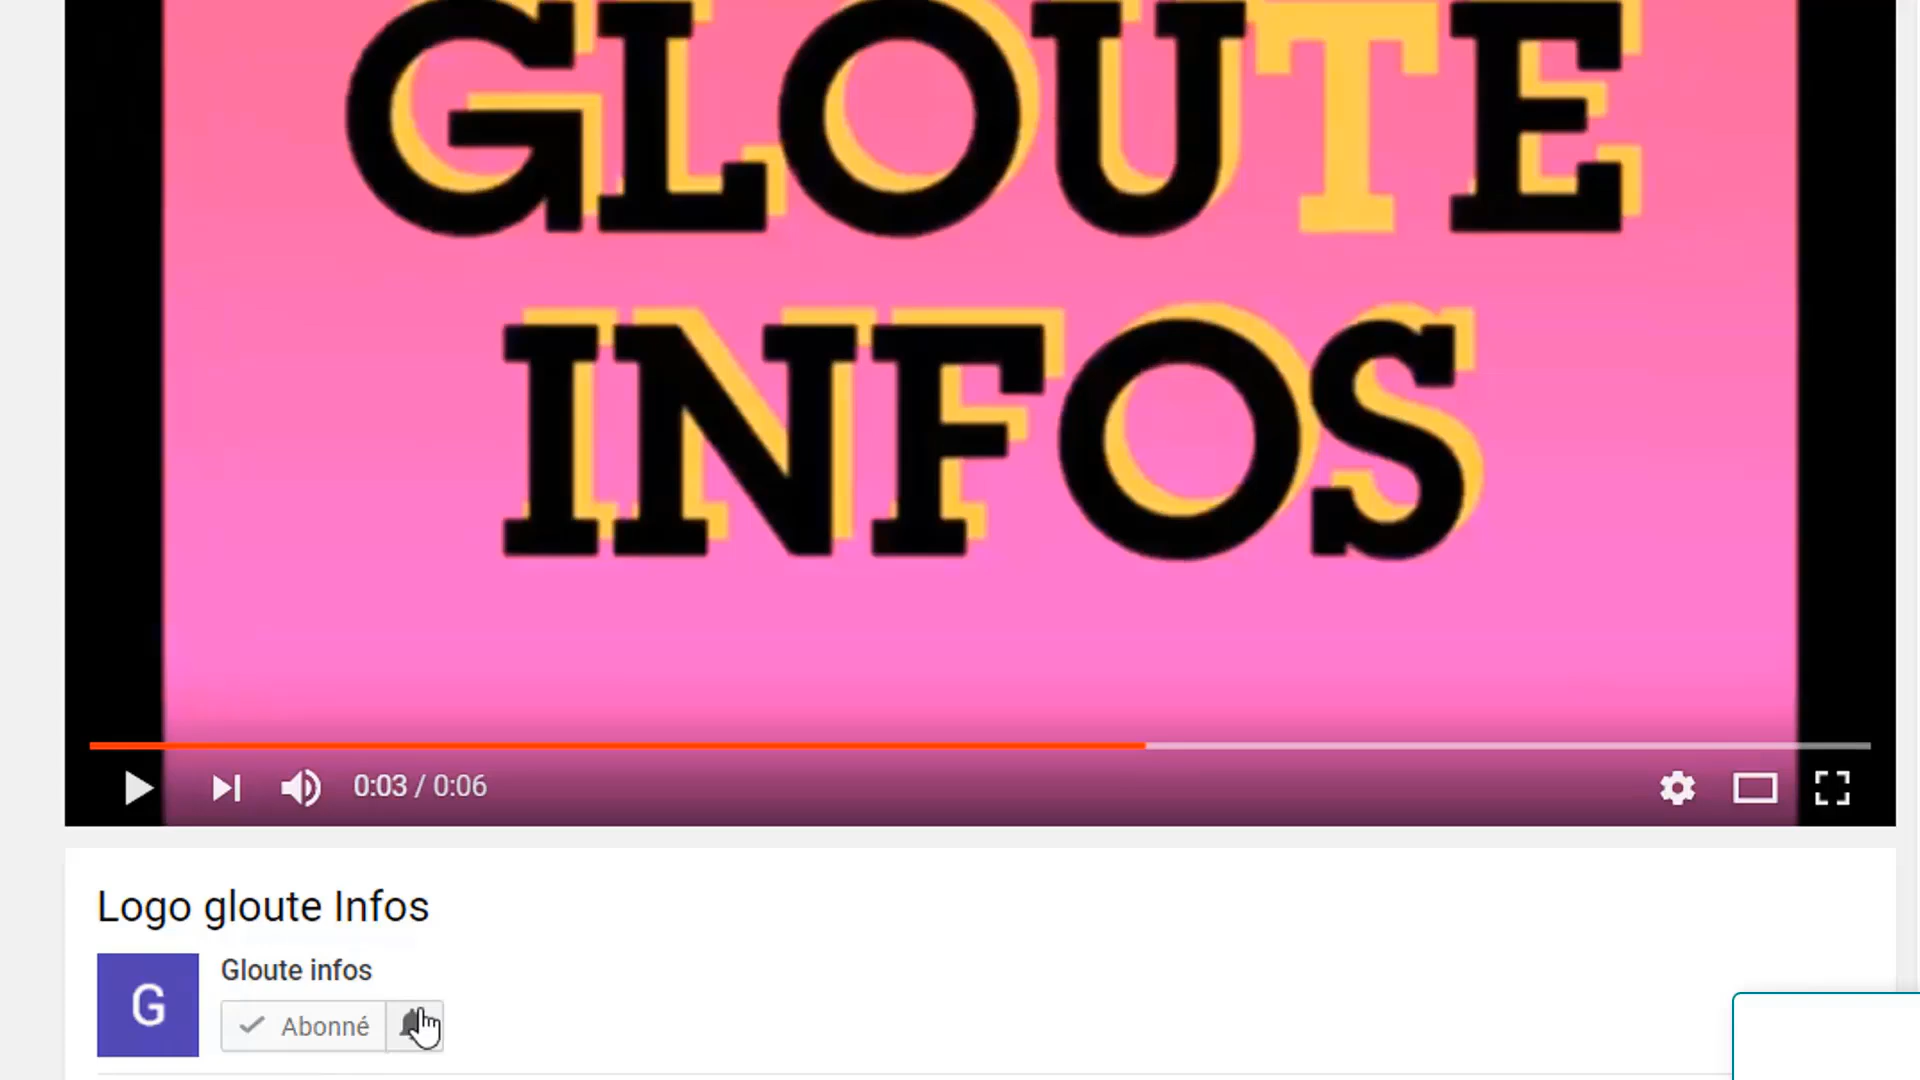 GLOUTE
INFOS
0:03 / 0:06
Logo gloute Infos
G
Gloute infos
Abonné